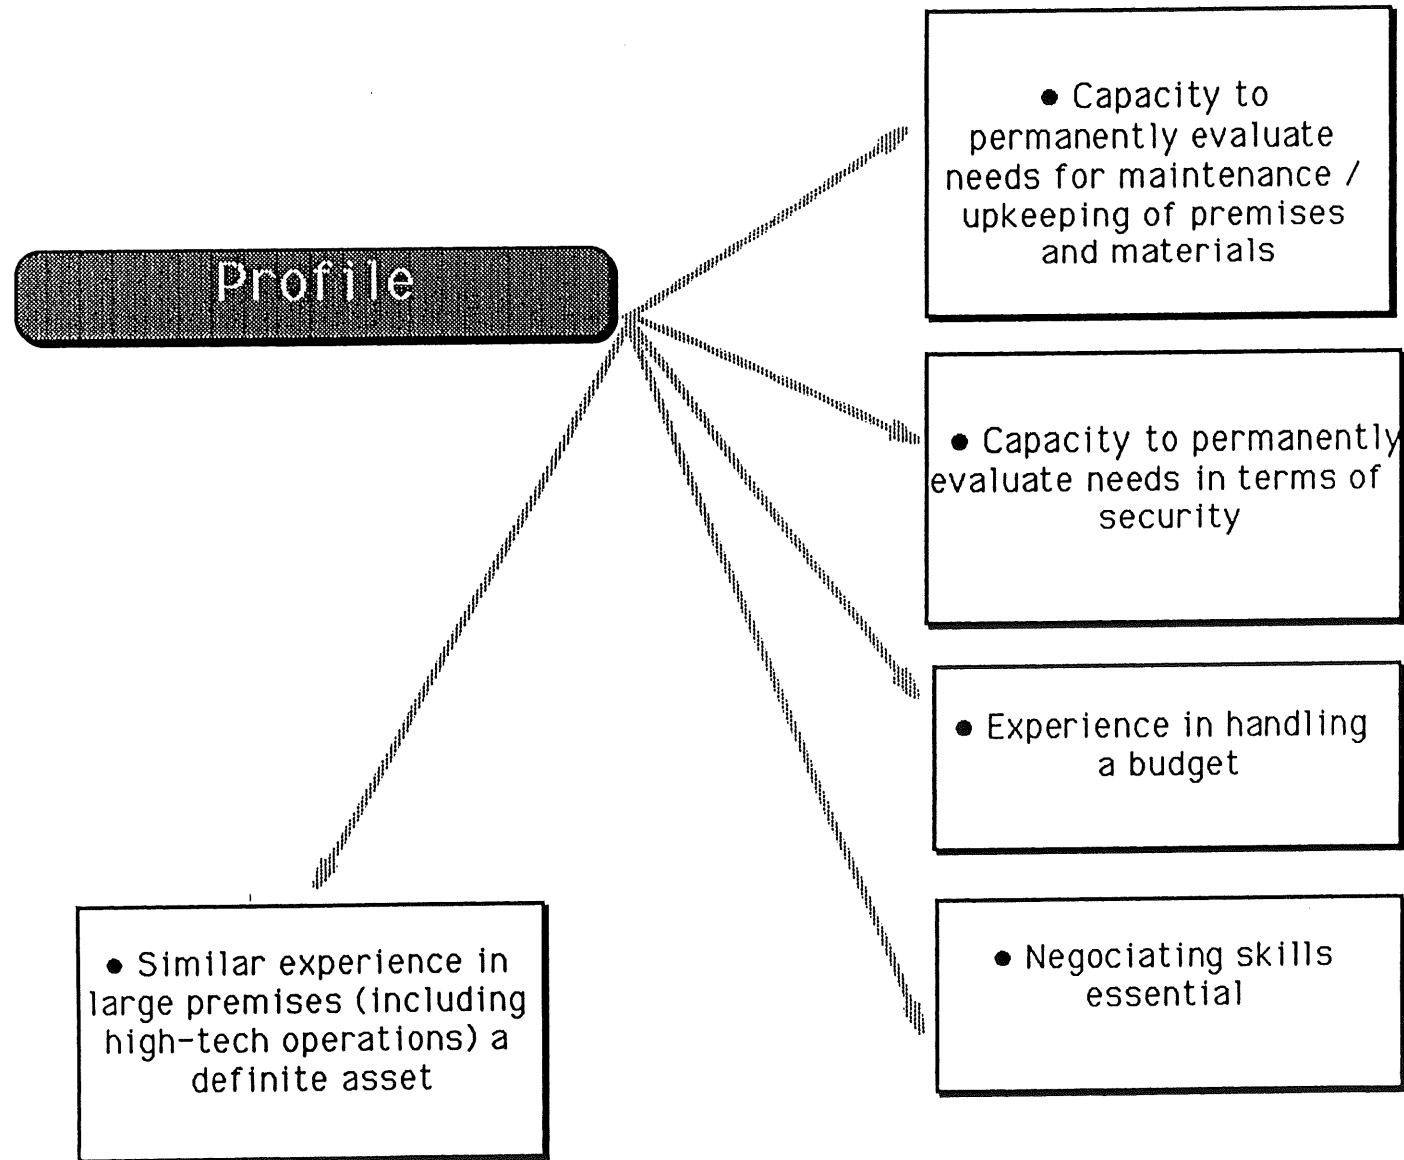 Profile
● Capacity to
permanently evaluate
needs for maintenance /
upkeeping of premises
and materials
● Capacity to permanently
evaluate needs in terms of
security
● Experience in handling
a budget
● Negociating skills
essential
● Similar experience in
large premises (including
high-tech operations) a
definite asset